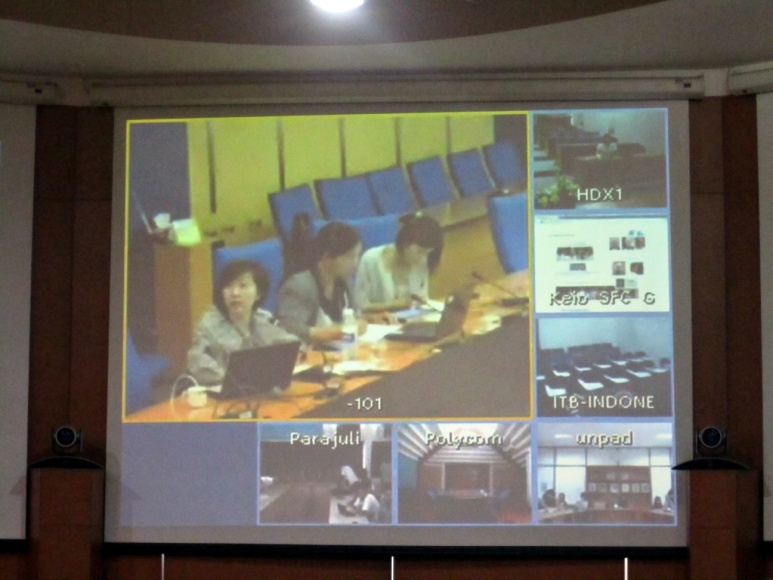 HDX1
Keio SFC G
ITB-INDONE
-101
Parajuli
Polycom
unpad